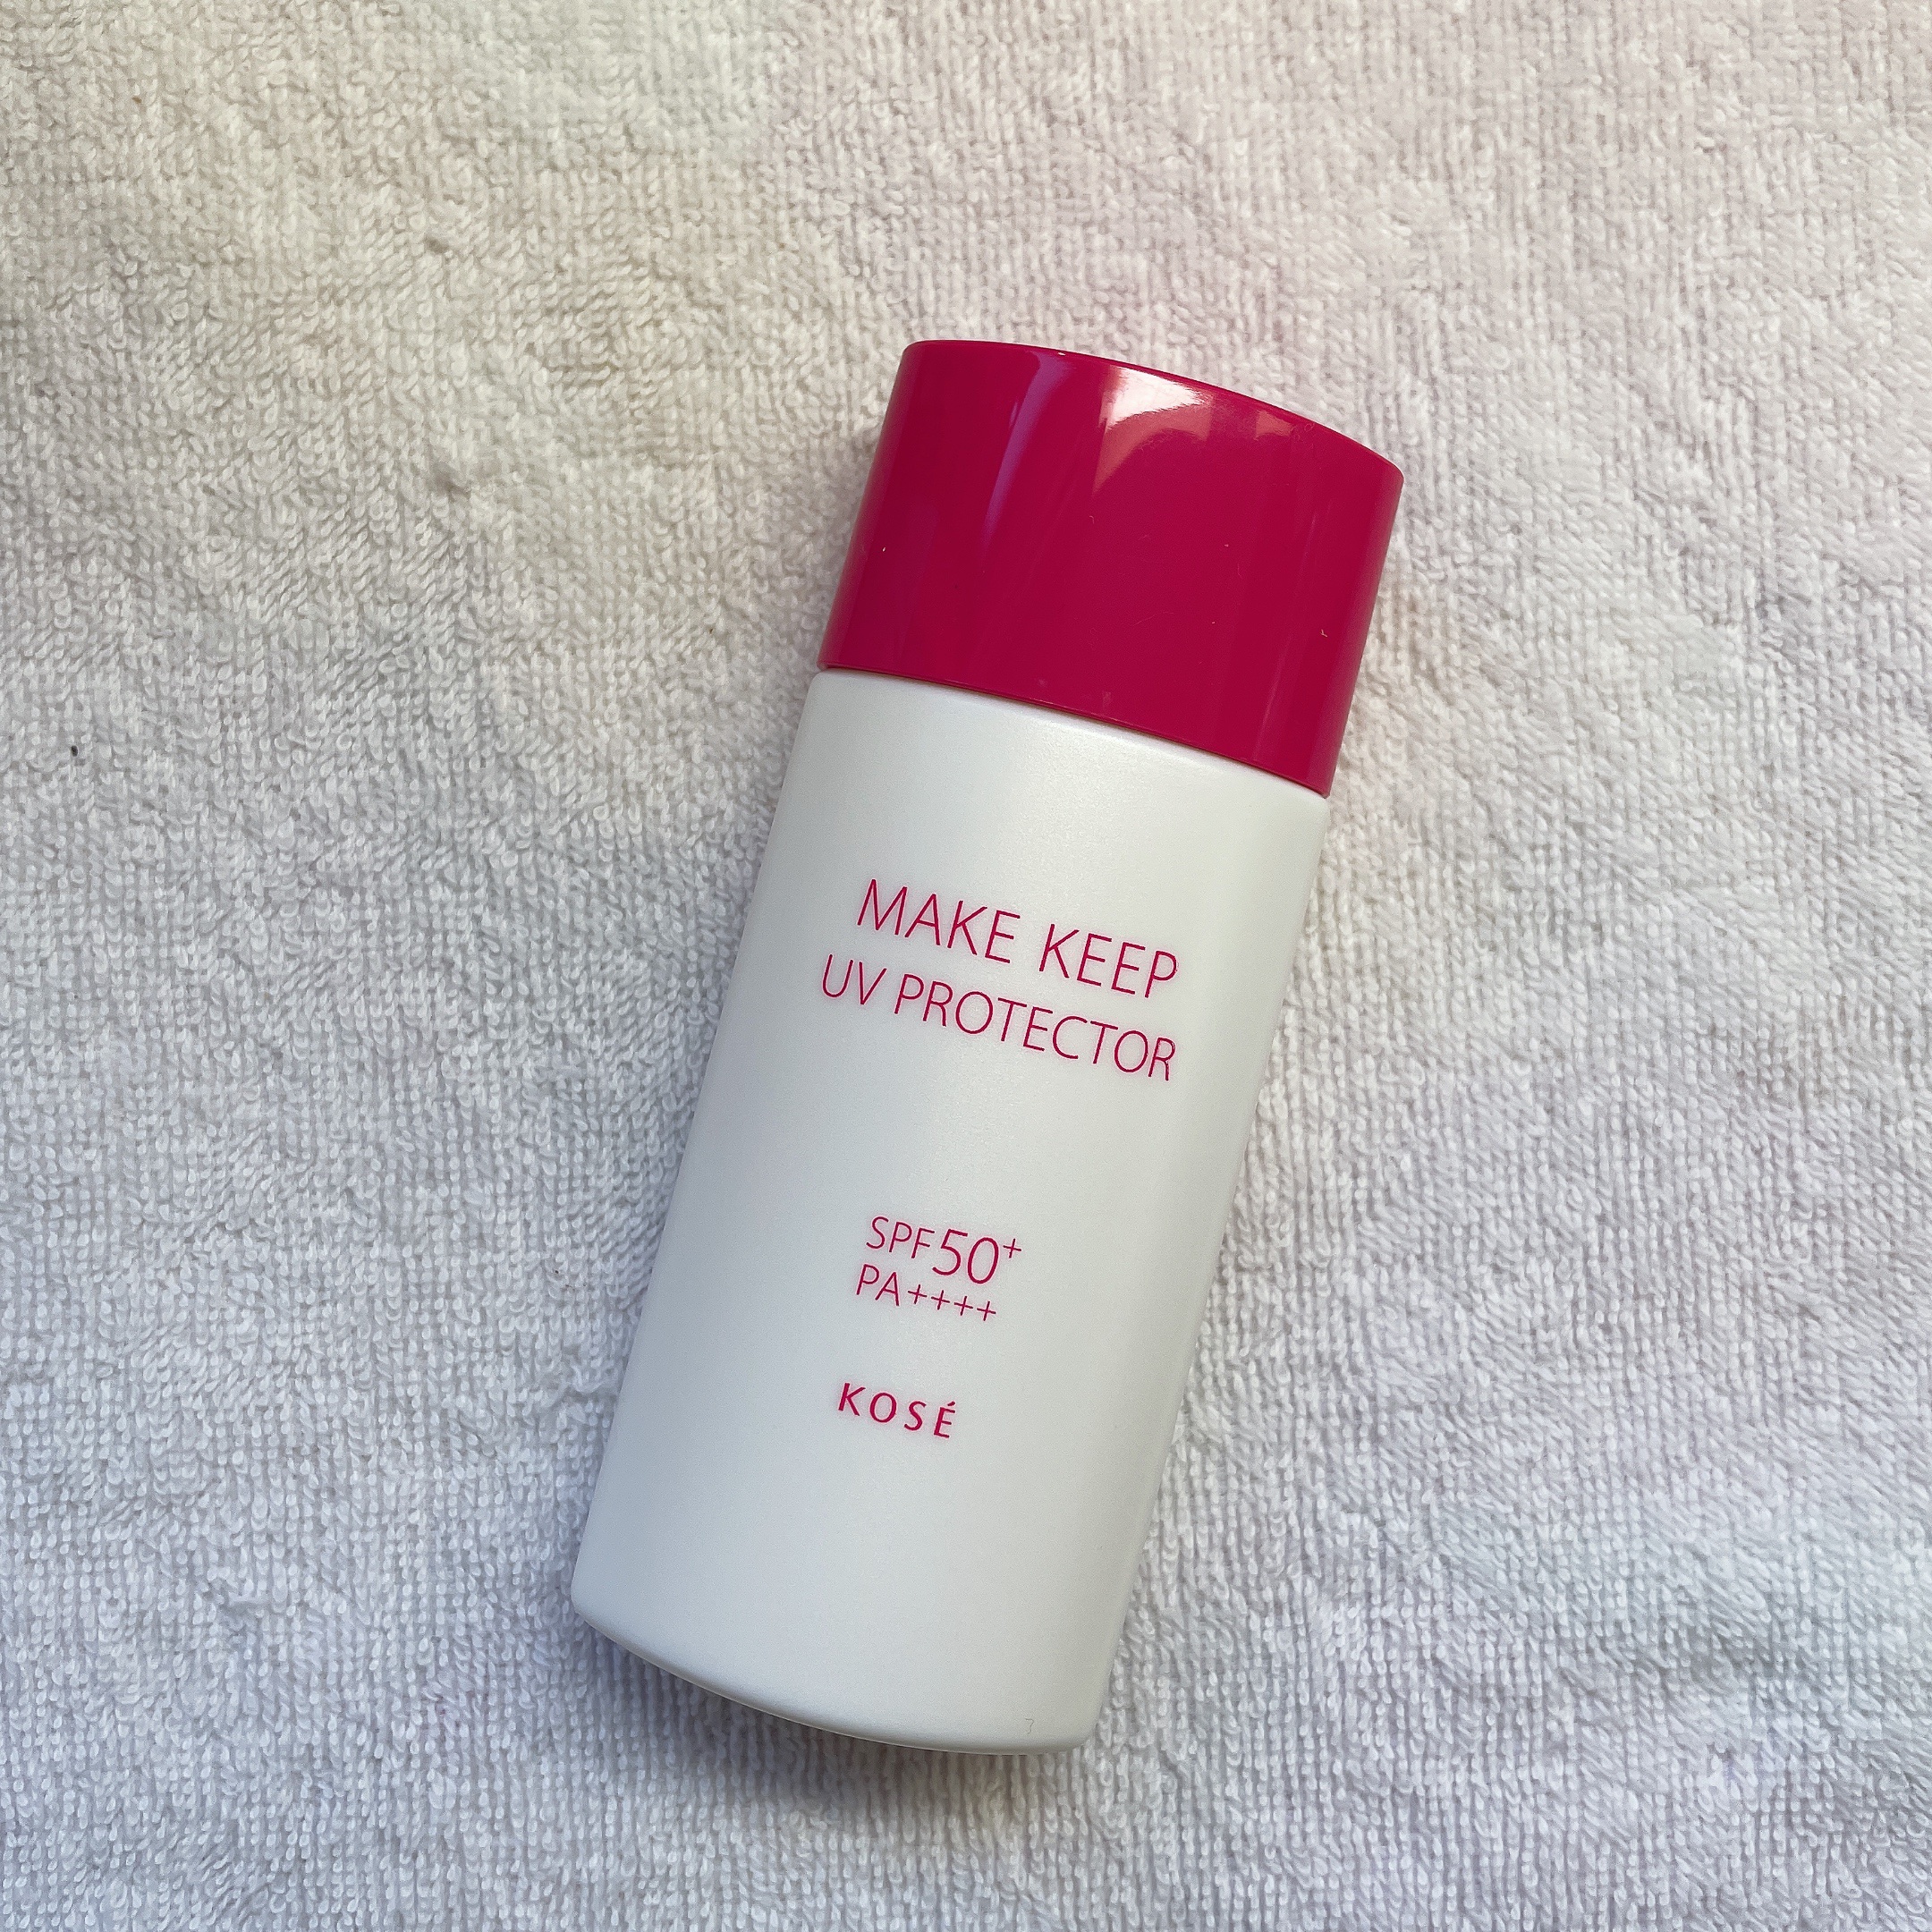 MAKE KEEP
UV PROTECTOR
SPF50+
PA++++
KOSÉ